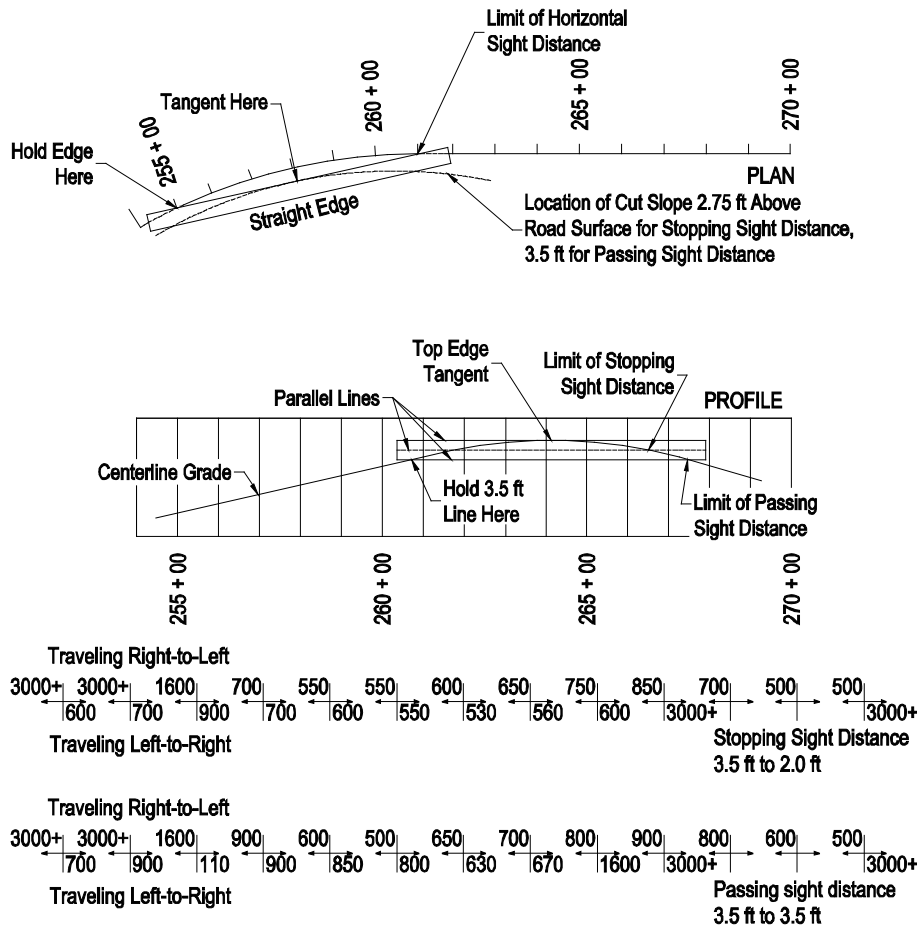 Limit of Horizontal
Sight Distance
Tangent Here
260 + 00
265 + 00
270 + 00
255 + 00
Hold Edge
Here
Straight Edge
PLAN
Location of Cut Slope 2.75 ft Above
Road Surface for Stopping Sight Distance,
3.5 ft for Passing Sight Distance
Top Edge
Tangent
Limit of Stopping
Sight Distance
Parallel Lines
PROFILE
Centerline Grade
Hold 3.5 ft
Line Here
Limit of Passing
Sight Distance
255 + 00
260 + 00
265 + 00
270 + 00
Traveling Right-to-Left
3000+ 3000+ 1600 700 550 550 600 650 750 850 700 500 500
600 700 900 700 600 550 530 560 600 3000+ 3000+
Traveling Left-to-Right
Stopping Sight Distance
3.5 ft to 2.0 ft
Traveling Right-to-Left
3000+ 3000+ 1600 900 600 500 650 700 800 900 800 600 500
700 900 110 900 850 800 630 670 1600 3000+ 3000+
Traveling Left-to-Right
Passing sight distance
3.5 ft to 3.5 ft